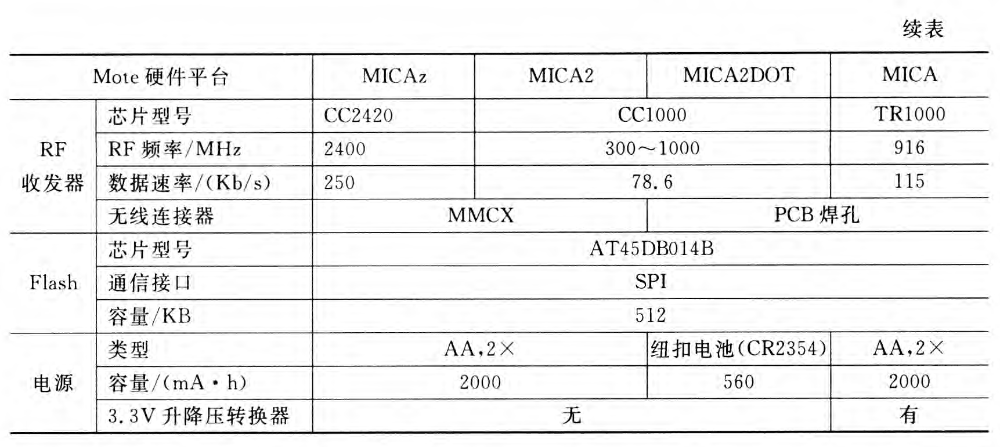 续表
Mote 硬件平台 MICAz MICA2 MICA2DOT MICA
芯片型号 CC2420 CC1000 TR1000
RF RF 频率/MHz 2400 300～1000 916
收发器 数据速率/(Kb/s) 250 78.6 115
无线连接器 MMCX PCB 焊孔
芯片型号 AT45DB014B
Flash 通信接口 SPI
容量/KB 512
类型 AA,2× 纽扣电池(CR2354) AA,2×
电源 容量/(mA·h) 2000 560 2000
3.3V 升降压转换器 无 有